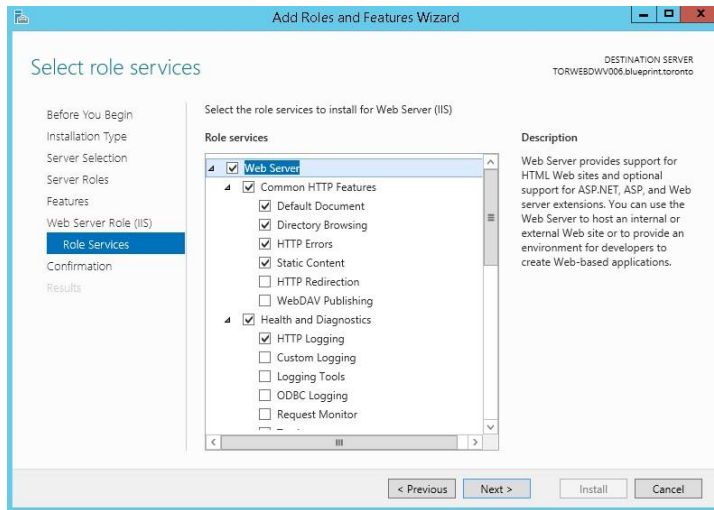 Add Roles and Features Wizard
Select role services
DESTINATION SERVER
TORWEBDWV006.blueprint.toronto
Before You Begin
Installation Type
Server Selection
Server Roles
Features
Web Server Role (IIS)
Role Services
Confirmation
Results
Select the role services to install for Web Server (IIS)
Role services
Web Server
Common HTTP Features
Default Document
Directory Browsing
HTTP Errors
Static Content
HTTP Redirection
WebDAV Publishing
Health and Diagnostics
HTTP Logging
Custom Logging
Logging Tools
ODBC Logging
Request Monitor
Description
Web Server provides support for
HTML Web sites and optional
support for ASP.NET, ASP, and Web
server extensions. You can use the
Web Server to host an internal or
external Web site or to provide an
environment for developers to
create Web-based applications.
< Previous
Next >
Install
Cancel